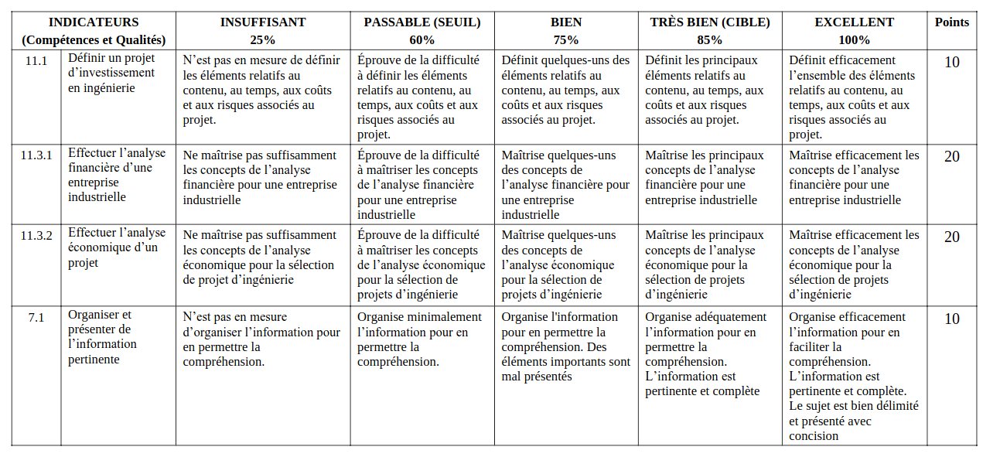 INDICATEURS
(Compétences et Qualités)
INSUFFISANT
25%
PASSABLE (SEUIL)
60%
BIEN
75%
TRÈS BIEN (CIBLE)
85%
EXCELLENT
100%
Points
11.1
Définir un projet
d’investissement
en ingénierie
N’est pas en mesure de définir
les éléments relatifs au
contenu, au temps, aux coûts
et aux risques associés au
projet.
Éprouve de la difficulté
à définir les éléments
relatifs au contenu, au
temps, aux coûts et aux
risques associés au
projet.
Définit quelques-uns des
éléments relatifs au
contenu, au temps, aux
coûts et aux risques
associés au projet.
Définit les principaux
éléments relatifs au
contenu, au temps, aux
coûts et aux risques
associés au projet.
Définit efficacement
l’ensemble des éléments
relatifs au contenu, au
temps, aux coûts et aux
risques associés au
projet.
10
11.3.1
Effectuer l’analyse
financière d’une
entreprise
industrielle
Ne maîtrise pas suffisamment
les concepts de l’analyse
financière pour une entreprise
industrielle
Éprouve de la difficulté
à maîtriser les concepts
de l’analyse financière
pour une entreprise
industrielle
Maîtrise quelques-uns
des concepts de
l’analyse financière pour
une entreprise
industrielle
Maîtrise les principaux
concepts de l’analyse
financière pour une
entreprise industrielle
Maîtrise efficacement les
concepts de l’analyse
financière pour une
entreprise industrielle
20
11.3.2
Effectuer l’analyse
économique d’un
projet
Ne maîtrise pas suffisamment
les concepts de l’analyse
économique pour la sélection
de projet d’ingénierie
Éprouve de la difficulté
à maîtriser les concepts
de l’analyse économique
pour la sélection de
projets d’ingénierie
Maîtrise quelques-uns
des concepts de
l’analyse économique
pour la sélection de
projets d’ingénierie
Maîtrise les principaux
concepts de l’analyse
économique pour la
sélection de projets
d’ingénierie
Maîtrise efficacement les
concepts de l’analyse
économique pour la
sélection de projets
d’ingénierie
20
7.1
Organiser et
présenter de
l’information
pertinente
N’est pas en mesure
d’organiser l’information pour
en permettre la
compréhension.
Organise minimalement
l’information pour en
permettre la
compréhension.
Organise l'information
pour en permettre la
compréhension. Des
éléments importants sont
mal présentés
Organise adéquatement
l’information pour en
permettre la
compréhension.
L’information est
pertinente et complète
Organise efficacement
l’information pour en
faciliter la
compréhension.
L’information est
pertinente et complète.
Le sujet est bien délimité
et présenté avec
concision
10